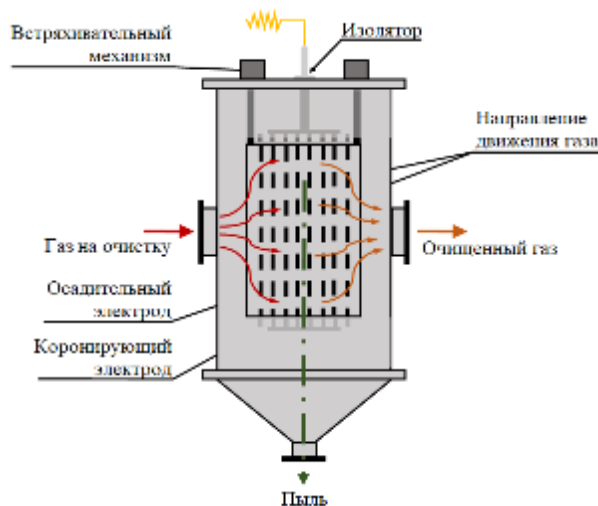 Встряхивательный
механизм
Изолятор
Направление
движения газа
Газ на очистку
Очищенный газ
Осадительный
электрод
Коронирующий
электрод
Пыль